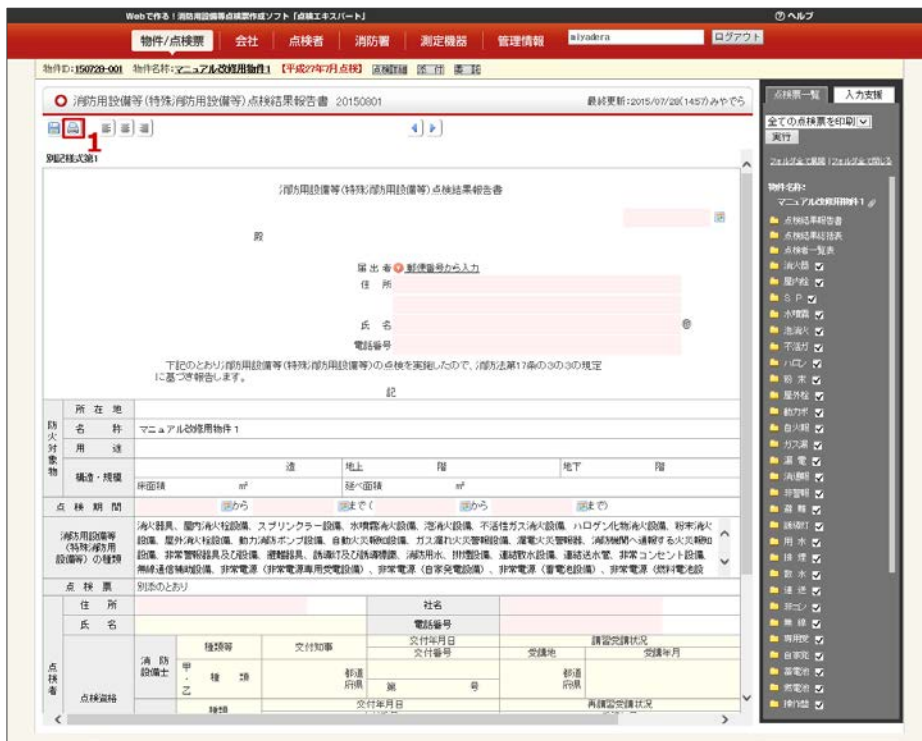 Webで作る！消防用設備等点検票作成ソフト「点検エキスパート」
ヘルプ
物件/点検票 会社 点検者 消防署 測定機器 管理情報 miyadera ログアウト
物件ID:150728-001 物件名称:マニュアル改修用物件1 【平成27年7月点検】 点検詳細 添付 委託
消防用設備等(特殊消防用設備等)点検結果報告書 20150801 最終更新:2015/07/28(1457)みやでら
点検票一覧 入力支援
全ての点検票を印刷
実行
1
別記様式第1
フォルダ全て展開 | フォルダ全て閉じる
消防用設備等(特殊消防用設備等)点検結果報告書
殿
届出者 郵便番号から入力
住所
氏名
電話番号
下記のとおり消防用設備等(特殊消防用設備等)の点検を実施したので、消防法第17条の3の3の規定
に基づき報告します。
記
防火対象物
所在地
名称 マニュアル改修用物件1
用途
構造・規模 造 地上 階 地下 階
床面積 ㎡ 延べ面積 ㎡
点検期間 から まで( から まで)
消防用設備等(特殊消防用設備等)の種類
消火器具、屋内消火栓設備、スプリンクラー設備、水噴霧消火設備、泡消火設備、不活性ガス消火設備、ハロゲン化物消火設備、粉末消火
設備、屋外消火栓設備、動力消防ポンプ設備、自動火災報知設備、ガス漏れ火災警報設備、漏電火災警報器、消防機関へ通報する火災報知
設備、非常警報器具及び設備、避難器具、誘導灯及び誘導標識、消防用水、排煙設備、連結散水設備、連結送水管、非常コンセント設備、
無線通信補助設備、非常電源（非常電源専用受電設備）、非常電源（自家発電設備）、非常電源（蓄電池設備）、非常電源（燃料電池設
点検票 別添のとおり
点検者
住所 社名
氏名 電話番号
点検資格
消防設備士 種類等 交付知事 交付年月日 講習受講状況
交付番号 受講地 受講年月
甲・乙 種 類 都道府県 第 号 都道府県
種類 交付年月日 再講習受講状況
物件名称:
マニュアル改修用物件1
点検結果報告書
点検結果総括表
点検者一覧表
消火器
屋内栓
ＳＰ
水噴霧
泡消火
不活ガ
ハロン
粉末
屋外栓
動力ポ
自火報
ガス漏
漏電
消通報
非警報
避難
誘導灯
用水
排煙
散水
連送
非コン
無線
専用受
自家発
蓄電池
燃電池
操作盤